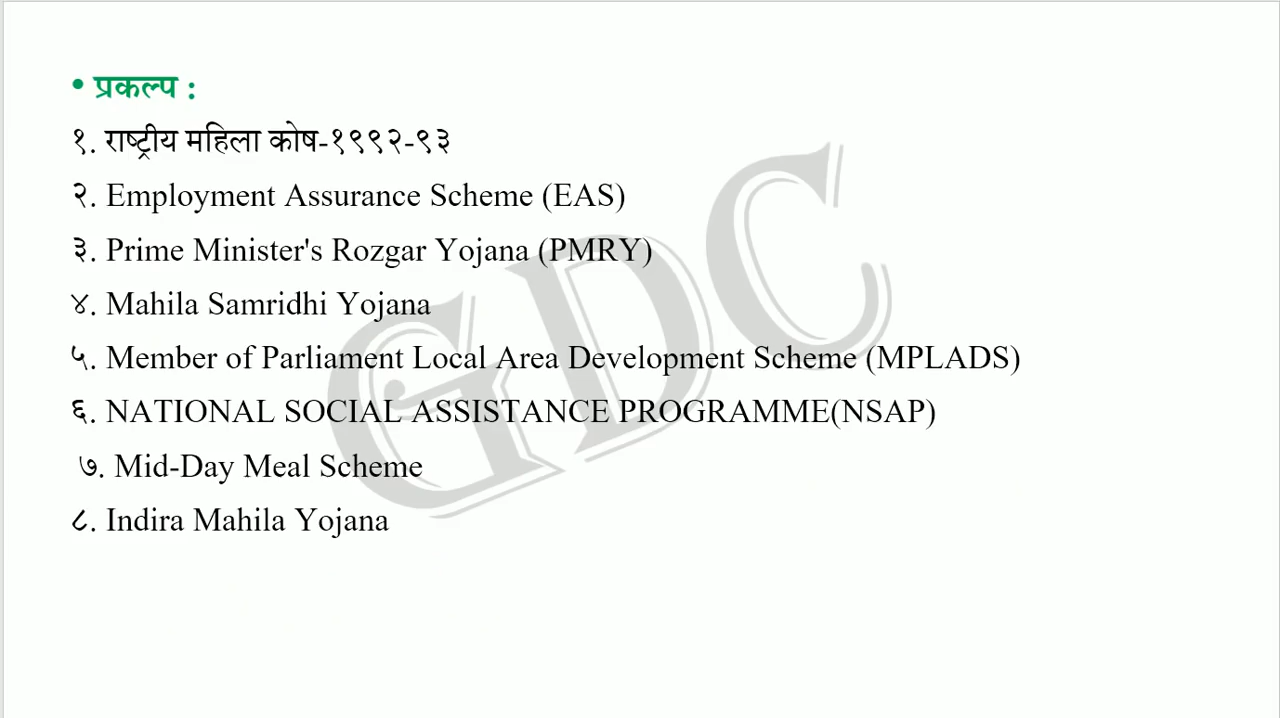 • प्रकल्प :
१. राष्ट्रीय महिला कोष-१९९२-९३
२. Employment Assurance Scheme (EAS)
३. Prime Minister's Rozgar Yojana (PMRY)
४. Mahila Samridhi Yojana
५. Member of Parliament Local Area Development Scheme (MPLADS)
६. NATIONAL SOCIAL ASSISTANCE PROGRAMME(NSAP)
७. Mid-Day Meal Scheme
८. Indira Mahila Yojana
GDC